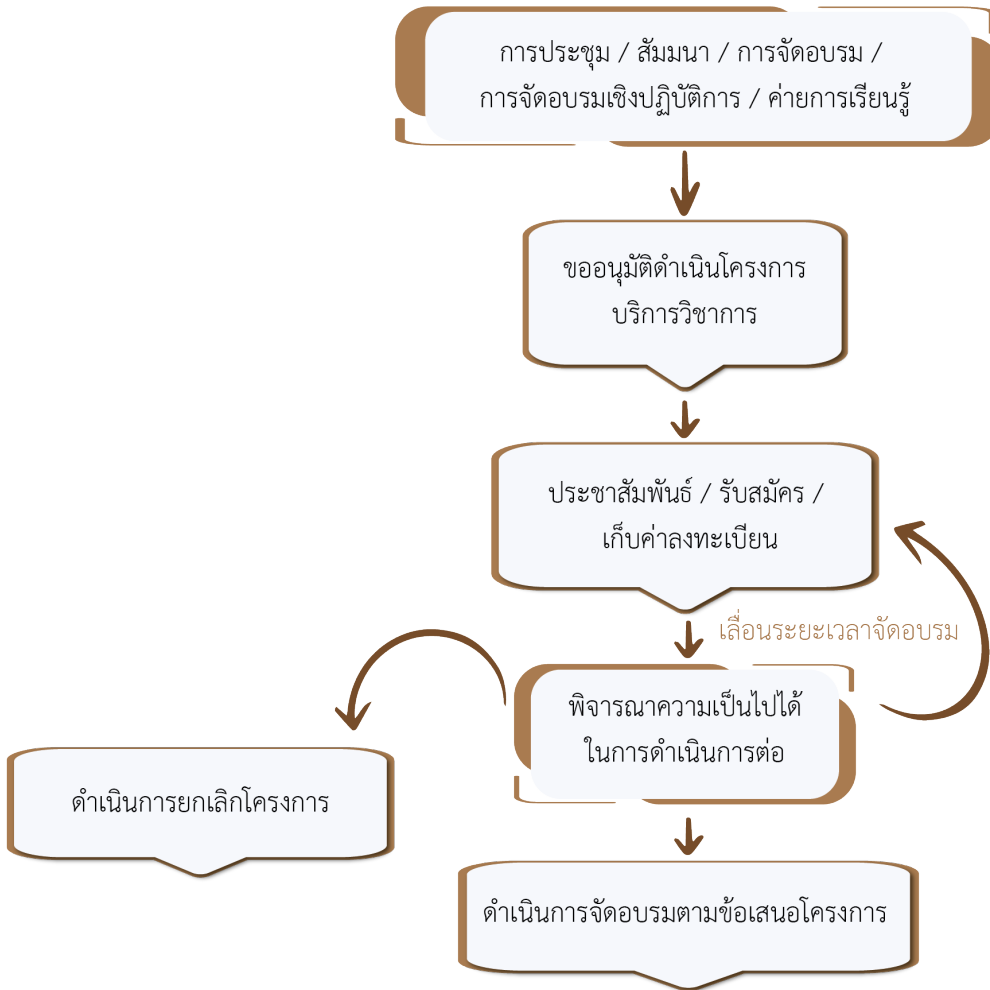 การประชุม / สัมมนา / การจัดอบรม /
การจัดอบรมเชิงปฏิบัติการ / ค่ายการเรียนรู้
ขออนุมัติดำเนินโครงการ
บริการวิชาการ
ประชาสัมพันธ์ / รับสมัคร /
เก็บค่าลงทะเบียน
เลื่อนระยะเวลาจัดอบรม
พิจารณาความเป็นไปได้
ในการดำเนินการต่อ
ดำเนินการยกเลิกโครงการ
ดำเนินการจัดอบรมตามข้อเสนอโครงการ